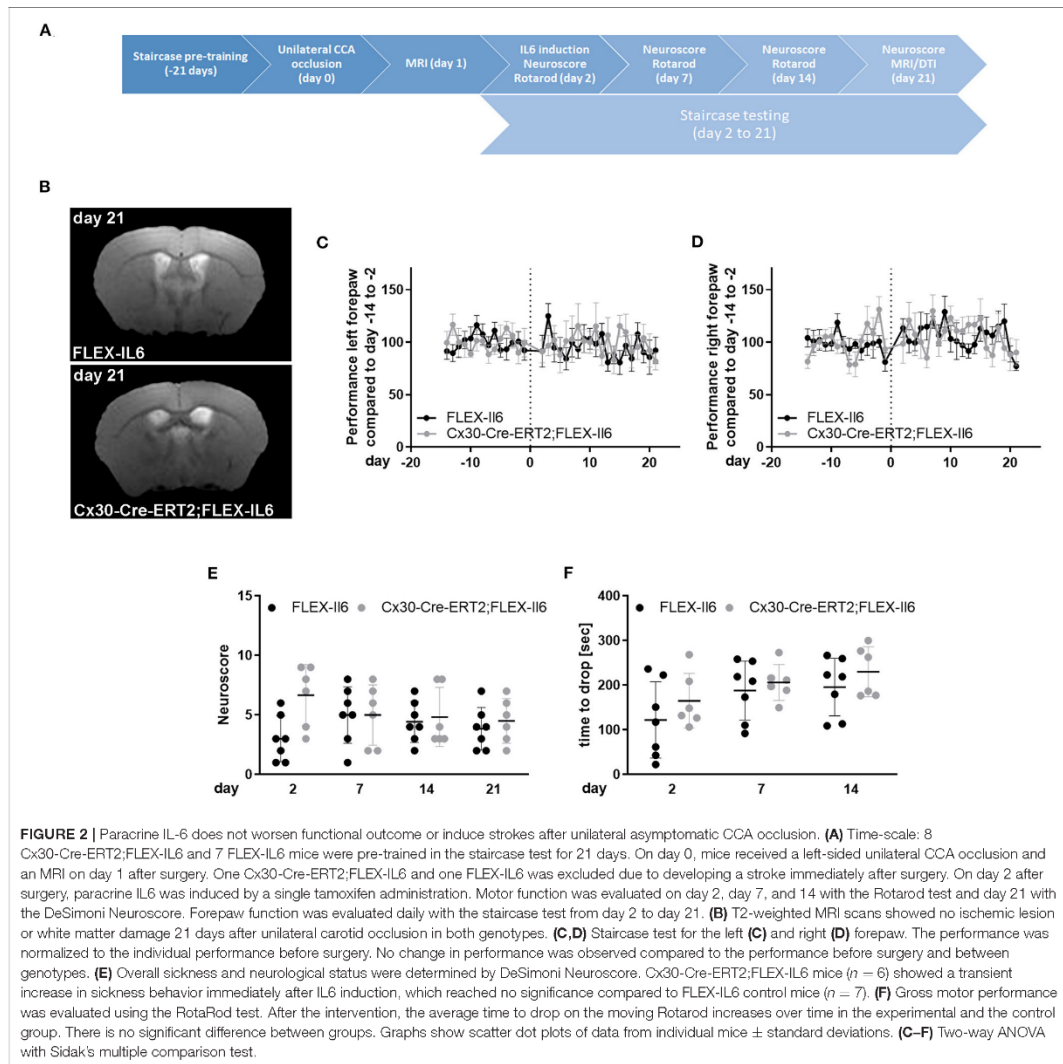 A
Staircase pre-training
(-21 days)
Unilateral CCA
occlusion
(day 0)
MRI (day 1)
IL6 induction
Neuroscore
Rotarod (day 2)
Neuroscore
Rotarod
(day 7)
Neuroscore
Rotarod
(day 14)
Neuroscore
MRI/DTI
(day 21)
Staircase testing
(day 2 to 21)
B
day 21
FLEX-IL6
day 21
Cx30-Cre-ERT2;FLEX-IL6
C
Performance left forepaw
compared to day -14 to -2
150
100
50
0
FLEX-Il6
Cx30-Cre-ERT2;FLEX-Il6
day
-20 -10 0 10 20
D
Performance right forepaw
compared to day -14 to -2
150
100
50
0
FLEX-Il6
Cx30-Cre-ERT2;FLEX-Il6
day
-20 -10 0 10 20
E
FLEX-Il6 Cx30-Cre-ERT2;FLEX-Il6
Neuroscore
15
10
5
0
day 2 7 14 21
F
FLEX-Il6 Cx30-Cre-ERT2;FLEX-Il6
time to drop [sec]
400
300
200
100
0
day 2 7 14
FIGURE 2 | Paracrine IL-6 does not worsen functional outcome or induce strokes after unilateral asymptomatic CCA occlusion. (A) Time-scale: 8
Cx30-Cre-ERT2;FLEX-IL6 and 7 FLEX-IL6 mice were pre-trained in the staircase test for 21 days. On day 0, mice received a left-sided unilateral CCA occlusion and
an MRI on day 1 after surgery. One Cx30-Cre-ERT2;FLEX-IL6 and one FLEX-IL6 was excluded due to developing a stroke immediately after surgery. On day 2 after
surgery, paracrine IL6 was induced by a single tamoxifen administration. Motor function was evaluated on day 2, day 7, and 14 with the Rotarod test and day 21 with
the DeSimoni Neuroscore. Forepaw function was evaluated daily with the staircase test from day 2 to day 21. (B) T2-weighted MRI scans showed no ischemic lesion
or white matter damage 21 days after unilateral carotid occlusion in both genotypes. (C,D) Staircase test for the left (C) and right (D) forepaw. The performance was
normalized to the individual performance before surgery. No change in performance was observed compared to the performance before surgery and between
genotypes. (E) Overall sickness and neurological status were determined by DeSimoni Neuroscore. Cx30-Cre-ERT2;FLEX-IL6 mice (n = 6) showed a transient
increase in sickness behavior immediately after IL6 induction, which reached no significance compared to FLEX-IL6 control mice (n = 7). (F) Gross motor performance
was evaluated using the RotaRod test. After the intervention, the average time to drop on the moving Rotarod increases over time in the experimental and the control
group. There is no significant difference between groups. Graphs show scatter dot plots of data from individual mice ± standard deviations. (C–F) Two-way ANOVA
with Sidak's multiple comparison test.